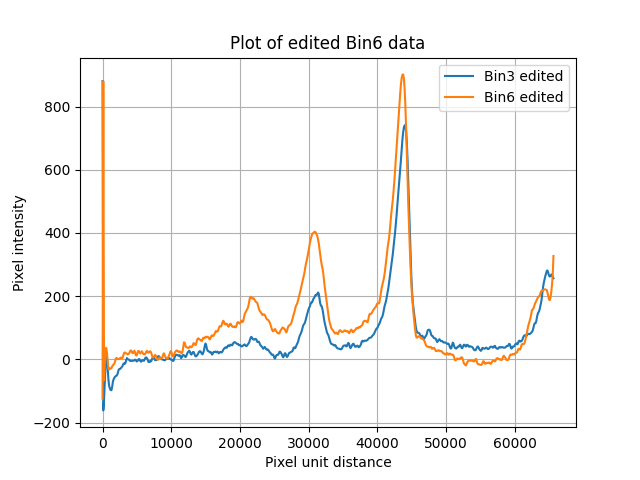 Plot of edited Bin6 data
Bin3 edited
Bin6 edited
Pixel intensity
800
600
400
200
0
−200
0 10000 20000 30000 40000 50000 60000
Pixel unit distance